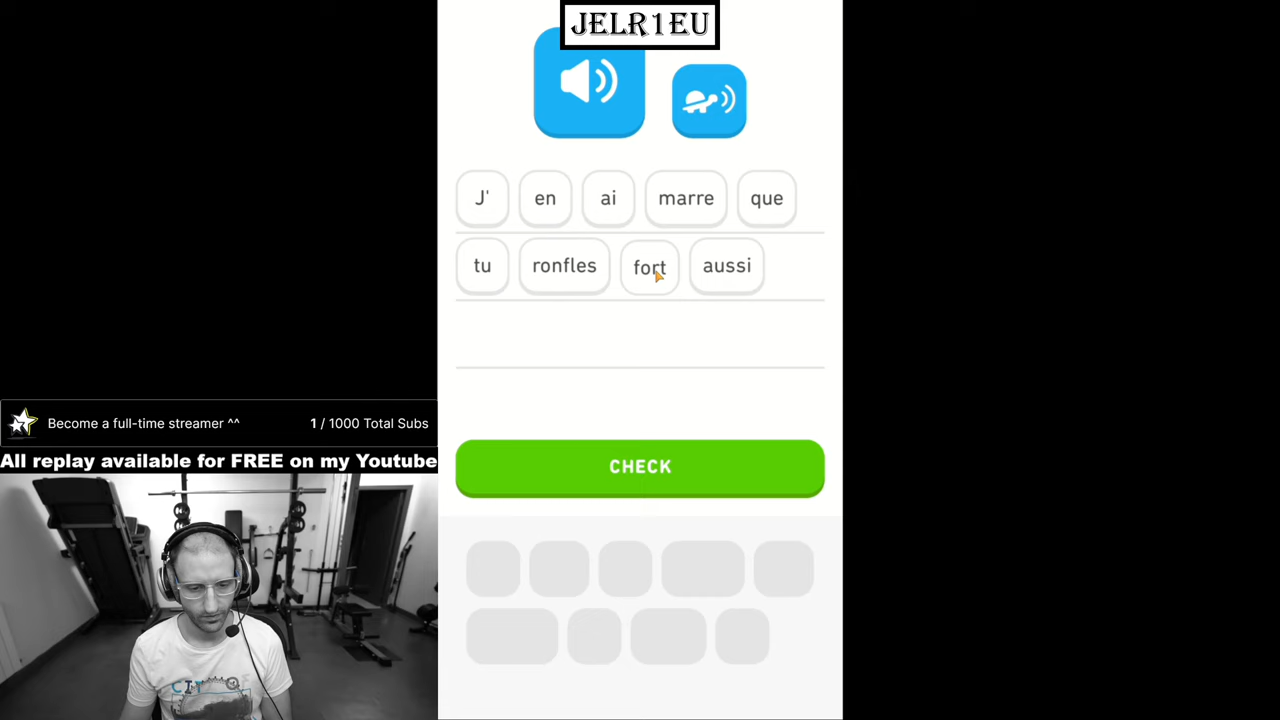 JELR1EU
J' en ai marre que
tu ronfles fort aussi
CHECK
Become a full-time streamer ^^ 1 / 1000 Total Subs
All replay available for FREE on my Youtube